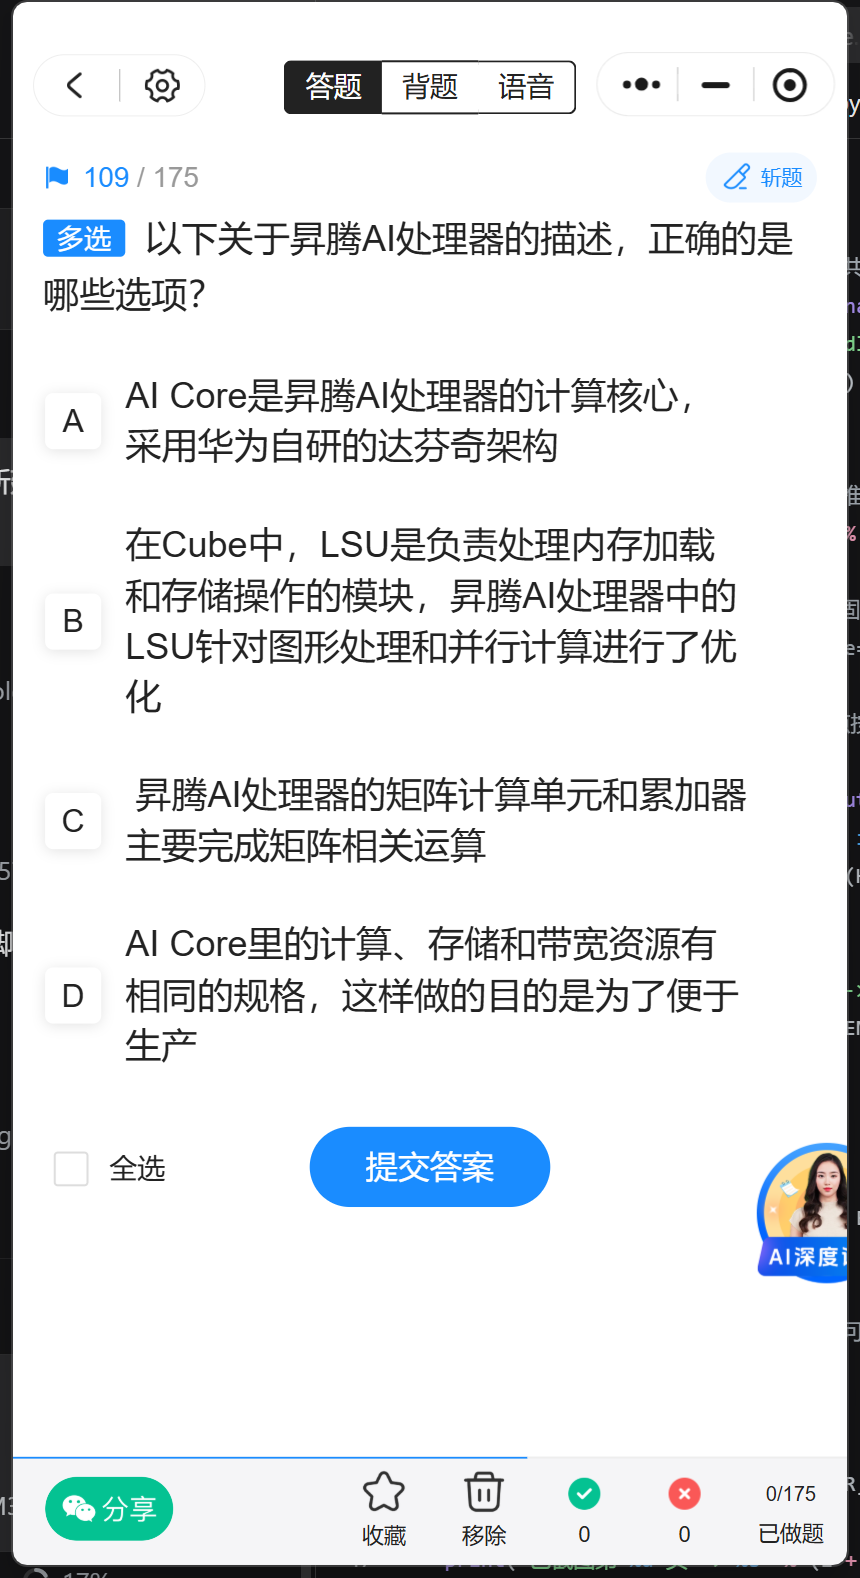 答题 背题 语音
109 / 175
斩题
多选 以下关于昇腾AI处理器的描述，正确的是
哪些选项？
A
AI Core是昇腾AI处理器的计算核心，
采用华为自研的达芬奇架构
B
在Cube中，LSU是负责处理内存加载
和存储操作的模块，昇腾AI处理器中的
LSU针对图形处理和并行计算进行了优
化
C
昇腾AI处理器的矩阵计算单元和累加器
主要完成矩阵相关运算
D
AI Core里的计算、存储和带宽资源有
相同的规格，这样做的目的是为了便于
生产
全选
提交答案
AI深度
分享
收藏
移除
0
0
0/175
已做题